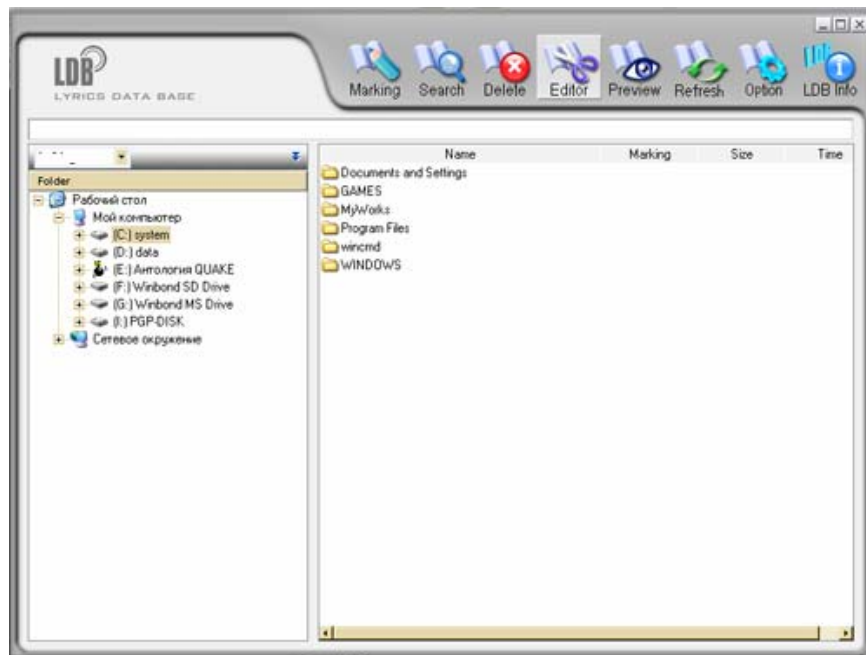 LDB
LYRICS DATA BASE
Marking Search Delete Editor Preview Refresh Option LDB Info
Folder
Рабочий стол
Мой компьютер
(C:) system
(D:) data
(E:) Антология QUAKE
(F:) Winbond SD Drive
(G:) Winbond MS Drive
(I:) PGP-DISK
Сетевое окружение
Name Marking Size Time
Documents and Settings
GAMES
MyWorks
Program Files
wincmd
WINDOWS